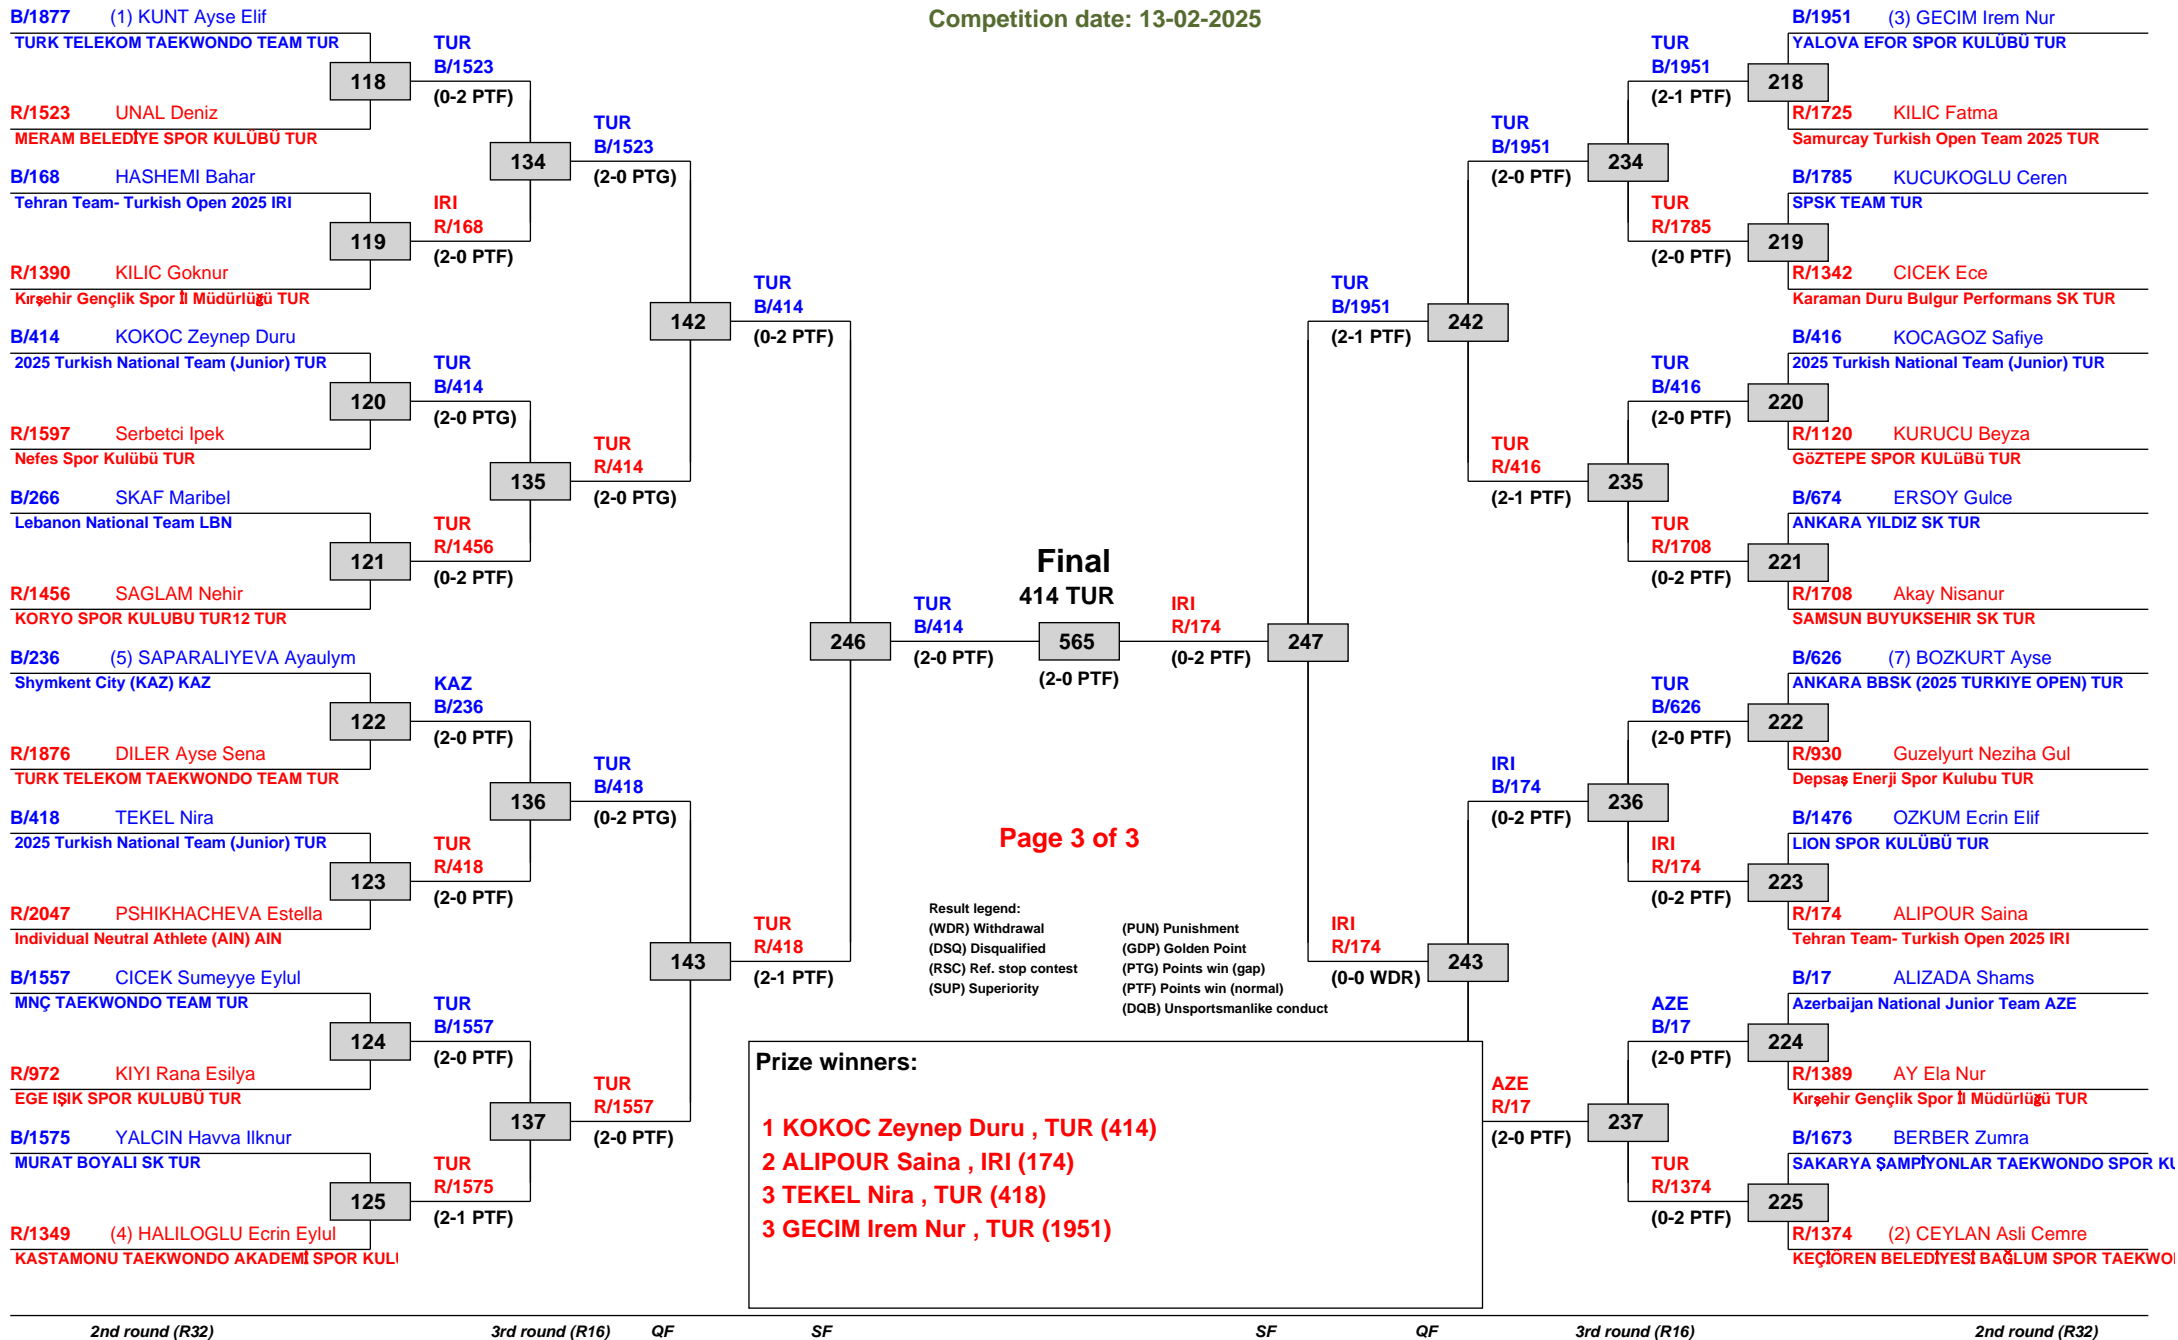 Competition date: 13-02-2025
B/1877 (1) KUNT Ayse Elif
TURK TELEKOM TAEKWONDO TEAM TUR
118
R/1523 UNAL Deniz
MERAM BELEDİYE SPOR KULÜBÜ TUR
B/168 HASHEMI Bahar
Tehran Team- Turkish Open 2025 IRI
119
R/1390 KILIC Goknur
Kırşehir Gençlik Spor İl Müdürlüğü TUR
B/414 KOKOC Zeynep Duru
2025 Turkish National Team (Junior) TUR
120
R/1597 Serbetci Ipek
Nefes Spor Kulübü TUR
B/266 SKAF Maribel
Lebanon National Team LBN
121
R/1456 SAGLAM Nehir
KORYO SPOR KULUBU TUR12 TUR
B/236 (5) SAPARALIYEVA Ayaulym
Shymkent City (KAZ) KAZ
122
R/1876 DILER Ayse Sena
TURK TELEKOM TAEKWONDO TEAM TUR
B/418 TEKEL Nira
2025 Turkish National Team (Junior) TUR
123
R/2047 PSHIKHACHEVA Estella
Individual Neutral Athlete (AIN) AIN
B/1557 CICEK Sumeyye Eylul
MNÇ TAEKWONDO TEAM TUR
124
R/972 KIYI Rana Esilya
EGE IŞIK SPOR KULUBÜ TUR
B/1575 YALCIN Havva Ilknur
MURAT BOYALI SK TUR
125
R/1349 (4) HALILOGLU Ecrin Eylul
KASTAMONU TAEKWONDO AKADEMİ SPOR KUL
TUR
B/1523
(0-2 PTF)
134
IRI
R/168
(2-0 PTF)
TUR
B/414
(2-0 PTG)
135
TUR
R/1456
(0-2 PTF)
KAZ
B/236
(2-0 PTF)
136
TUR
R/418
(2-0 PTF)
TUR
B/1557
(2-0 PTF)
137
TUR
R/1575
(2-1 PTF)
TUR
B/1523
(2-0 PTG)
142
TUR
R/414
(2-0 PTG)
TUR
B/418
(0-2 PTG)
143
TUR
R/1557
(2-0 PTF)
TUR
B/414
(0-2 PTF)
246
TUR
R/418
(2-1 PTF)
TUR
B/414
(2-0 PTF)
Final
414 TUR
565
(2-0 PTF)
IRI
R/174
(0-2 PTF)
247
TUR
B/1951
(2-1 PTF)
242
IRI
R/174
(0-0 WDR)
243
TUR
B/1951
(2-0 PTF)
234
TUR
R/416
(2-1 PTF)
235
IRI
B/174
(0-2 PTF)
236
AZE
R/17
(2-0 PTF)
237
TUR
B/1951
(2-1 PTF)
TUR
R/1785
(2-0 PTF)
TUR
B/416
(2-0 PTF)
TUR
R/1708
(0-2 PTF)
TUR
B/626
(2-0 PTF)
IRI
R/174
(0-2 PTF)
AZE
B/17
(2-0 PTF)
TUR
R/1374
(0-2 PTF)
B/1951 (3) GECIM Irem Nur
YALOVA EFOR SPOR KULÜBÜ TUR
218
R/1725 KILIC Fatma
Samurcay Turkish Open Team 2025 TUR
B/1785 KUCUKOGLU Ceren
SPSK TEAM TUR
219
R/1342 CICEK Ece
Karaman Duru Bulgur Performans SK TUR
B/416 KOCAGOZ Safiye
2025 Turkish National Team (Junior) TUR
220
R/1120 KURUCU Beyza
GöZTEPE SPOR KULüBü TUR
B/674 ERSOY Gulce
ANKARA YILDIZ SK TUR
221
R/1708 Akay Nisanur
SAMSUN BUYUKSEHIR SK TUR
B/626 (7) BOZKURT Ayse
ANKARA BBSK (2025 TURKIYE OPEN) TUR
222
R/930 Guzelyurt Neziha Gul
Depsaş Enerji Spor Kulubu TUR
B/1476 OZKUM Ecrin Elif
LION SPOR KULÜBÜ TUR
223
R/174 ALIPOUR Saina
Tehran Team- Turkish Open 2025 IRI
B/17 ALIZADA Shams
Azerbaijan National Junior Team AZE
224
R/1389 AY Ela Nur
Kırşehir Gençlik Spor İl Müdürlüğü TUR
B/1673 BERBER Zumra
SAKARYA ŞAMPİYONLAR TAEKWONDO SPOR KU
225
R/1374 (2) CEYLAN Asli Cemre
KEÇİÖREN BELEDİYESİ BAĞLUM SPOR TAEKWO
Page 3 of 3
Result legend:
(WDR) Withdrawal
(DSQ) Disqualified
(RSC) Ref. stop contest
(SUP) Superiority
(PUN) Punishment
(GDP) Golden Point
(PTG) Points win (gap)
(PTF) Points win (normal)
(DQB) Unsportsmanlike conduct
Prize winners:
1 KOKOC Zeynep Duru , TUR (414)
2 ALIPOUR Saina , IRI (174)
3 TEKEL Nira , TUR (418)
3 GECIM Irem Nur , TUR (1951)
2nd round (R32) 3rd round (R16) QF SF SF QF 3rd round (R16) 2nd round (R32)